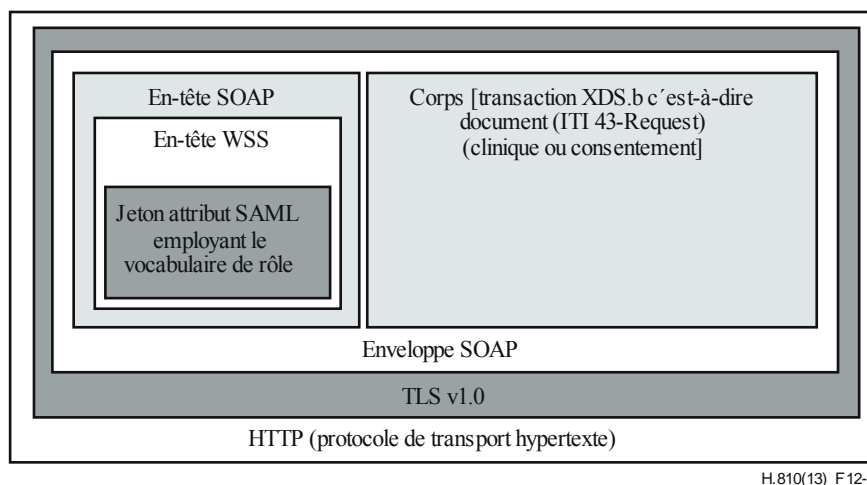 En-tête SOAP
En-tête WSS
Jeton attribut SAML
employant le
vocabulaire de rôle
Corps [transaction XDS.b c´est-à-dire
document (ITI 43-Request)
(clinique ou consentement]
Enveloppe SOAP
TLS v1.0
HTTP (protocole de transport hypertexte)
H.810(13)_F12-